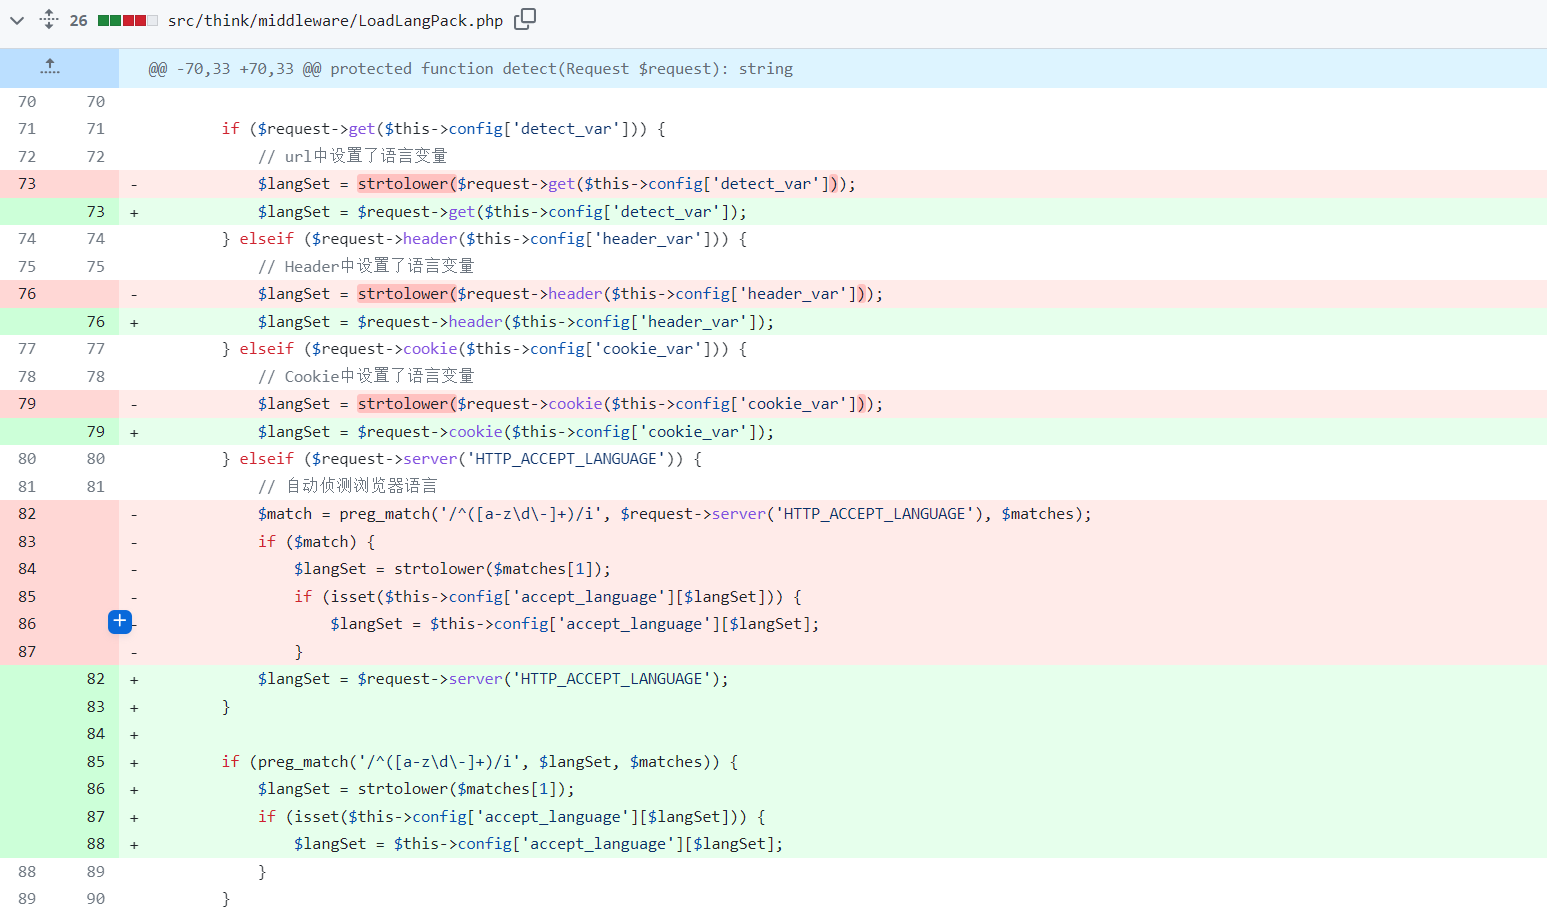 26 src/think/middleware/LoadLangPack.php
@@ -70,33 +70,33 @@ protected function detect(Request $request): string
70 70
71 71 if ($request->get($this->config['detect_var'])) {
72 72 // url中设置了语言变量
73 - $langSet = strtolower($request->get($this->config['detect_var']));
73 + $langSet = $request->get($this->config['detect_var']);
74 74 } elseif ($request->header($this->config['header_var'])) {
75 75 // Header中设置了语言变量
76 - $langSet = strtolower($request->header($this->config['header_var']));
76 + $langSet = $request->header($this->config['header_var']);
77 77 } elseif ($request->cookie($this->config['cookie_var'])) {
78 78 // Cookie中设置了语言变量
79 - $langSet = strtolower($request->cookie($this->config['cookie_var']));
79 + $langSet = $request->cookie($this->config['cookie_var']);
80 80 } elseif ($request->server('HTTP_ACCEPT_LANGUAGE')) {
81 81 // 自动侦测浏览器语言
82 - $match = preg_match('/^([a-z\d\-]+)/i', $request->server('HTTP_ACCEPT_LANGUAGE'), $matches);
83 - if ($match) {
84 - $langSet = strtolower($matches[1]);
85 - if (isset($this->config['accept_language'][$langSet])) {
86 - $langSet = $this->config['accept_language'][$langSet];
87 - }
82 + $langSet = $request->server('HTTP_ACCEPT_LANGUAGE');
83 + }
84 +
85 + if (preg_match('/^([a-z\d\-]+)/i', $langSet, $matches)) {
86 + $langSet = strtolower($matches[1]);
87 + if (isset($this->config['accept_language'][$langSet])) {
88 + $langSet = $this->config['accept_language'][$langSet];
88 89 }
89 90 }